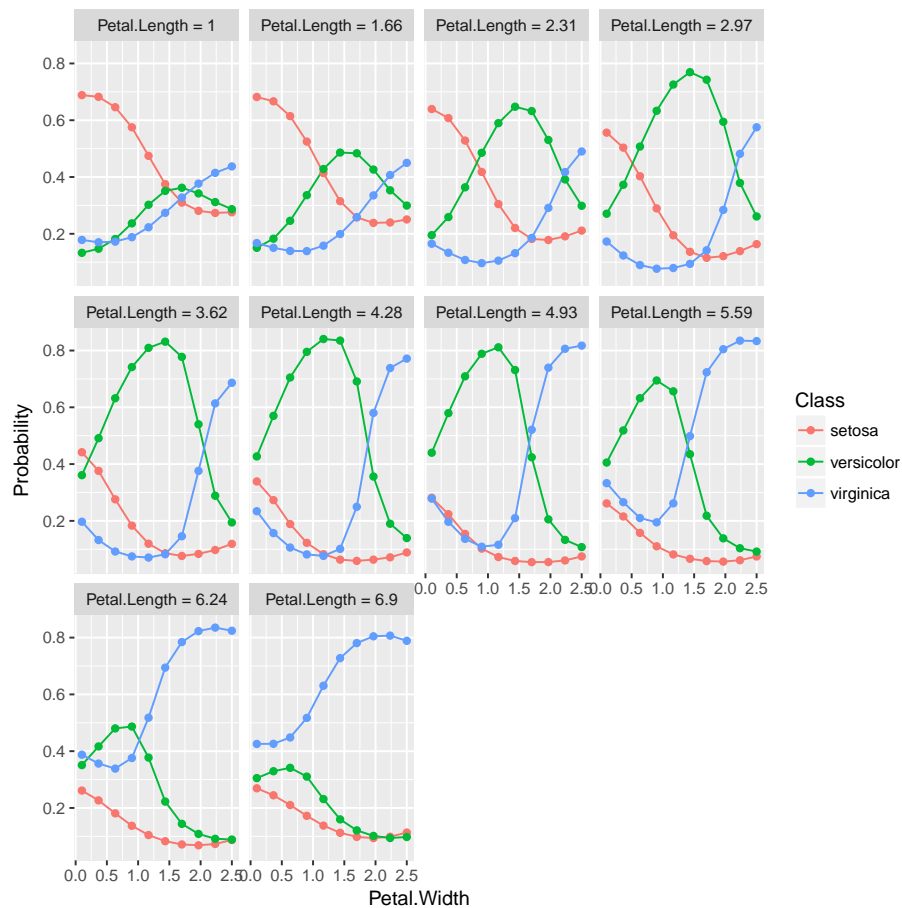 Petal.Length = 1
Petal.Length = 1.66
Petal.Length = 2.31
Petal.Length = 2.97
0.8
0.6
0.4
0.2
Petal.Length = 3.62
Petal.Length = 4.28
Petal.Length = 4.93
Petal.Length = 5.59
0.8
0.6
0.4
0.2
0.0 0.5 1.0 1.5 2.0 2.5
0.0 0.5 1.0 1.5 2.0 2.5
Petal.Length = 6.24
Petal.Length = 6.9
0.8
0.6
0.4
0.2
0.0 0.5 1.0 1.5 2.0 2.5
0.0 0.5 1.0 1.5 2.0 2.5
Petal.Width
Probability
Class
setosa
versicolor
virginica